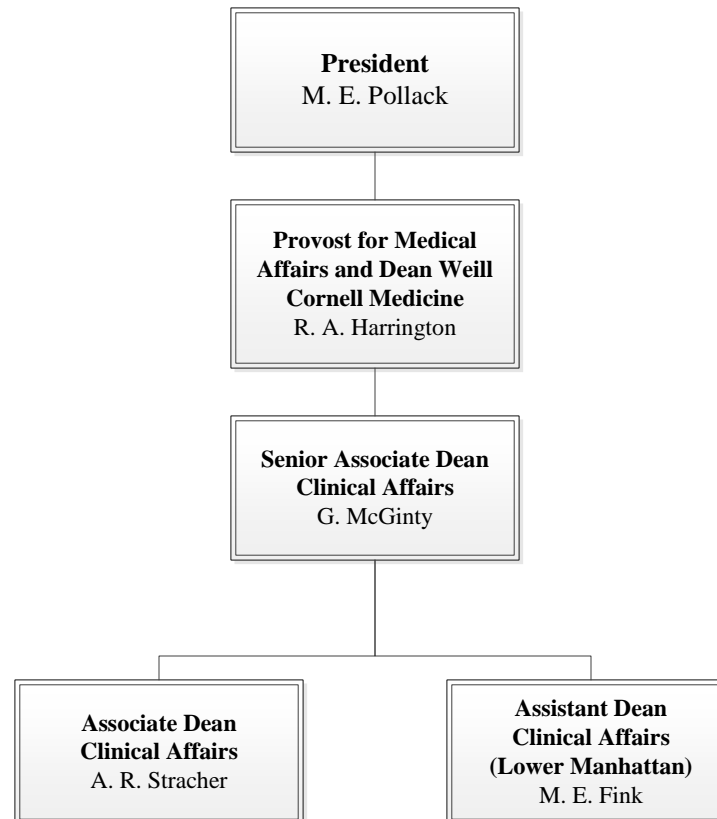 President
M. E. Pollack
Provost for Medical
Affairs and Dean Weill
Cornell Medicine
R. A. Harrington
Senior Associate Dean
Clinical Affairs
G. McGinty
Associate Dean
Clinical Affairs
A. R. Stracher
Assistant Dean
Clinical Affairs
(Lower Manhattan)
M. E. Fink